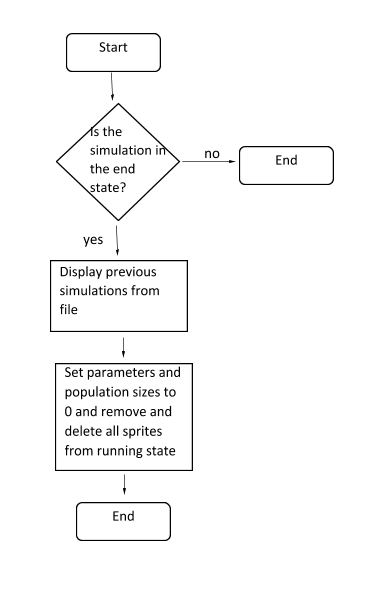 Start
Is the
simulation in
the end
state?
no
End
yes
Display previous
simulations from
file
Set parameters and
population sizes to
0 and remove and
delete all sprites
from running state
End